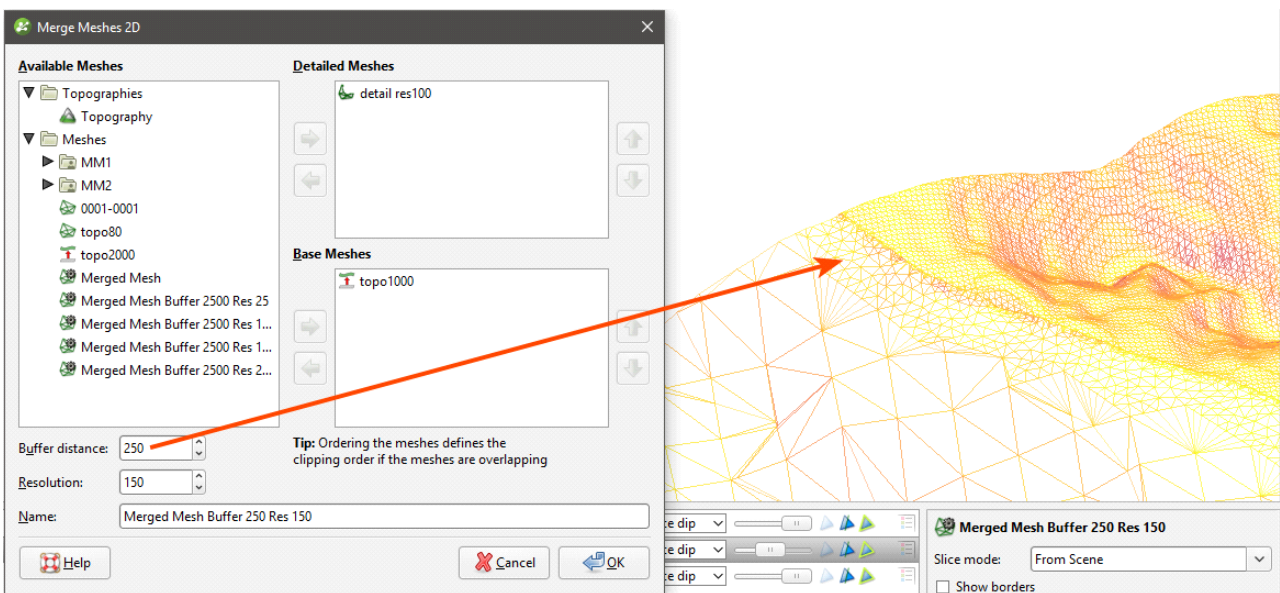 Merge Meshes 2D
Available Meshes
Topographies
Topography
Meshes
MM1
MM2
0001-0001
topo80
topo2000
Merged Mesh
Merged Mesh Buffer 2500 Res 25
Merged Mesh Buffer 2500 Res 1...
Merged Mesh Buffer 2500 Res 1...
Merged Mesh Buffer 2500 Res 2...
Detailed Meshes
detail res100
Base Meshes
topo1000
Buffer distance: 250
Tip: Ordering the meshes defines the
clipping order if the meshes are overlapping
Resolution: 150
Name: Merged Mesh Buffer 250 Res 150
Help
Cancel
OK
dip
dip
dip
Merged Mesh Buffer 250 Res 150
Slice mode: From Scene
Show borders